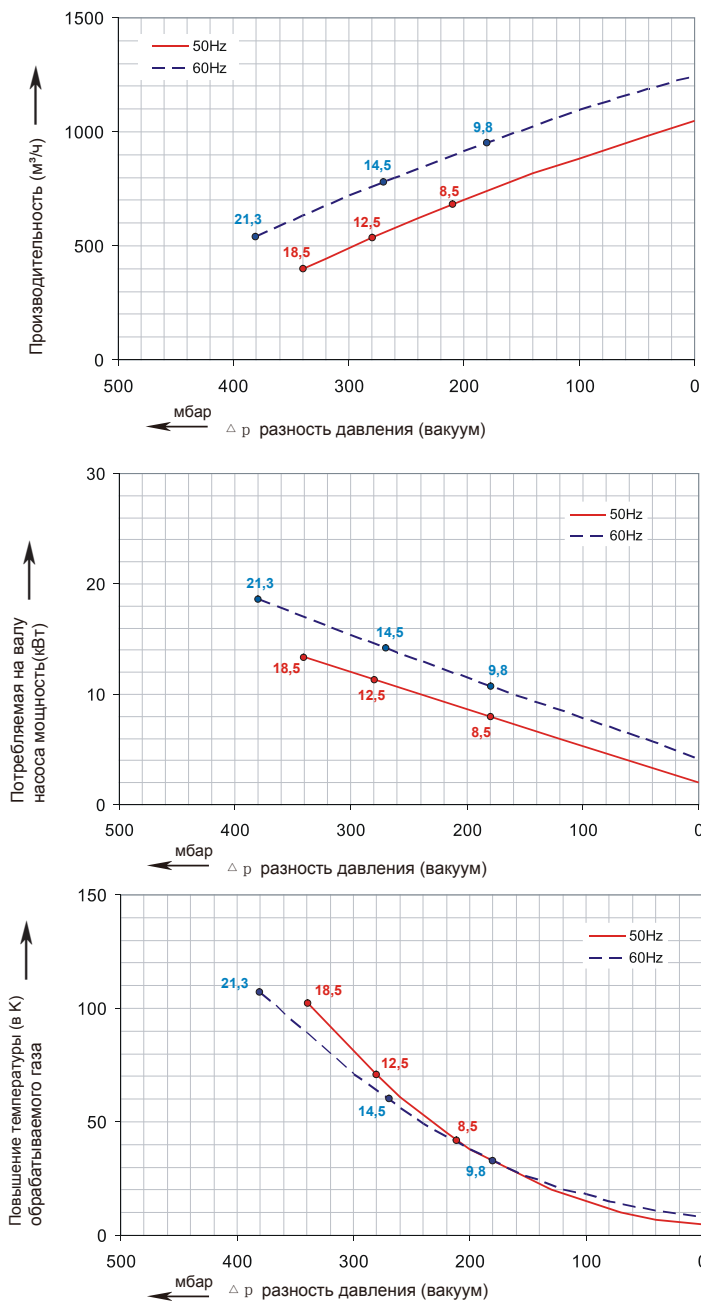 1500
50Hz
60Hz
9,8
1000
14,5
8,5
21,3
12,5
500
18,5
0
500 400 300 200 100 0
Производительность (м³/ч)
мбар
△ p разность давления (вакуум)
30
50Hz
60Hz
21,3
20
14,5
18,5
9,8
12,5
10
8,5
0
500 400 300 200 100 0
Потребляемая на валу
насоса мощность(кВт)
мбар
△ p разность давления (вакуум)
150
50Hz
60Hz
21,3
18,5
100
12,5
14,5
8,5
50
9,8
0
500 400 300 200 100 0
Повышение температуры (в К)
обрабатываемого газа
мбар
△ p разность давления (вакуум)